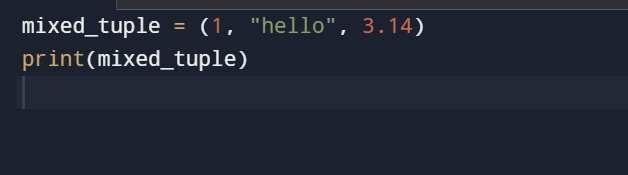 mixed_tuple = (1, "hello", 3.14)
print(mixed_tuple)